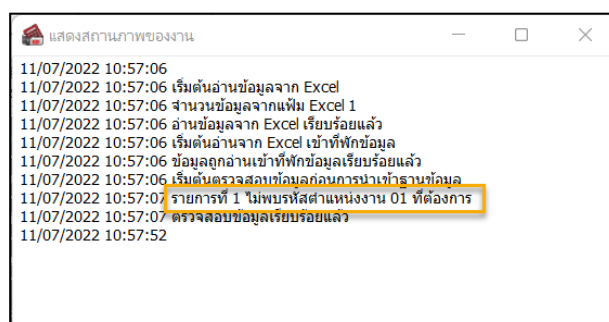 แสดงสถานภาพของงาน
11/07/2022 10:57:06
11/07/2022 10:57:06 เริ่มต้นอ่านข้อมูลจาก Excel
11/07/2022 10:57:06 จำนวนข้อมูลจากแฟ้ม Excel 1
11/07/2022 10:57:06 อ่านข้อมูลจาก Excel เรียบร้อยแล้ว
11/07/2022 10:57:06 เริ่มต้นอ่านจาก Excel เข้าที่พักข้อมูล
11/07/2022 10:57:06 ข้อมูลถูกอ่านเข้าที่พักข้อมูลเรียบร้อยแล้ว
11/07/2022 10:57:06 เริ่มต้นตรวจสอบข้อมูลก่อนการนำเข้าฐานข้อมูล
11/07/2022 10:57:07 รายการที่ 1 ไม่พบรหัสตำแหน่งงาน 01 ที่ต้องการ
11/07/2022 10:57:07 ตรวจสอบข้อมูลเรียบร้อยแล้ว
11/07/2022 10:57:52